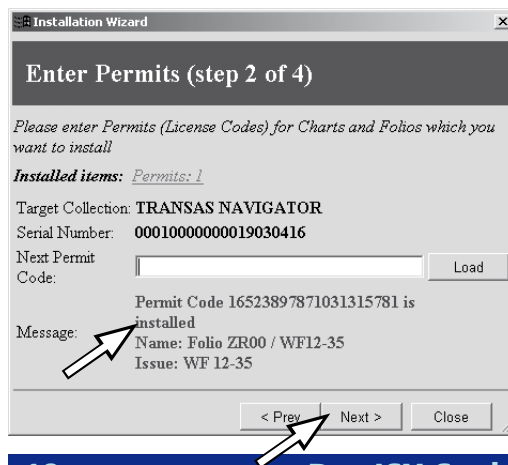 Installation Wizard
Enter Permits (step 2 of 4)
Please enter Permits (License Codes) for Charts and Folios which you
want to install
Installed items: Permits: 1
Target Collection: TRANSAS NAVIGATOR
Serial Number: 00010000000019030416
Next Permit
Code:
Load
Permit Code 16523897871031315781 is
installed
Message:
Name: Folio ZR00 / WF12-35
Issue: WF 12-35
< Prev Next > Close